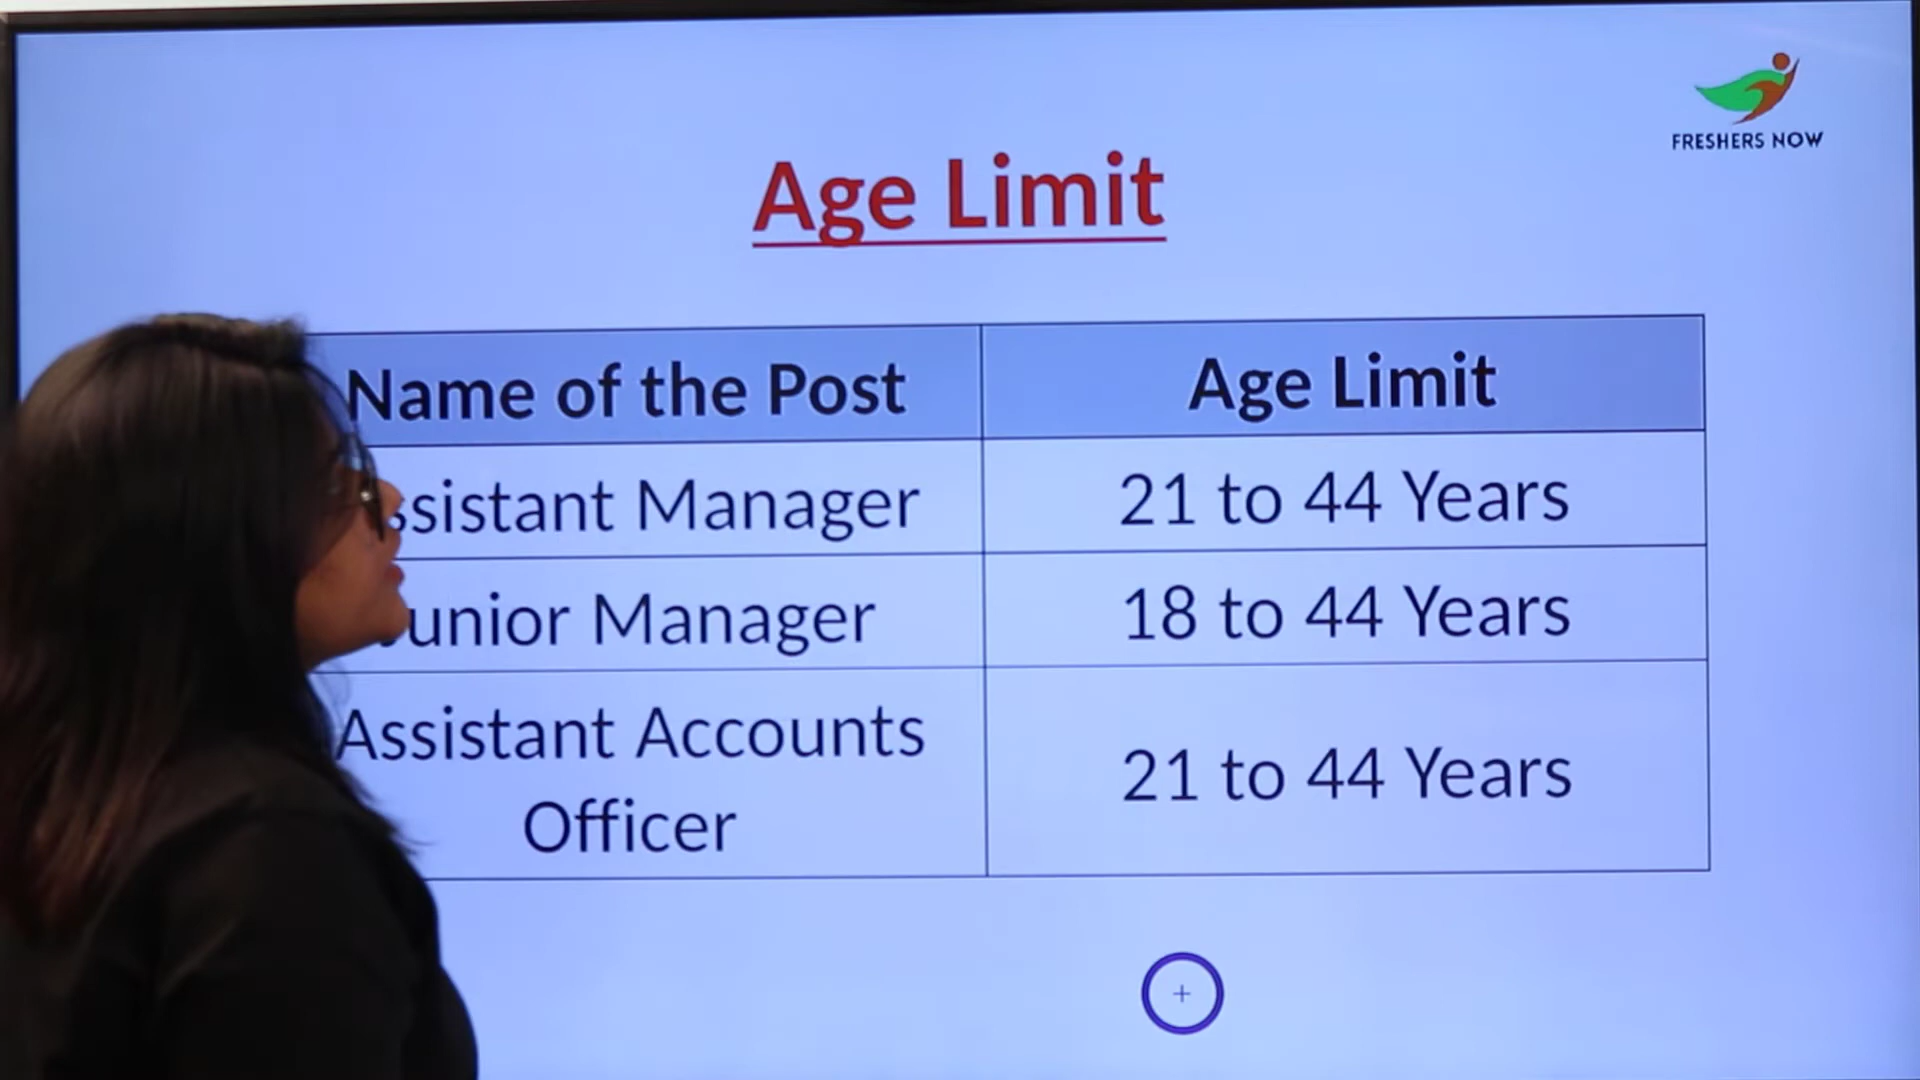 FRESHERS NOW
Age Limit
Name of the Post
Age Limit
ssistant Manager
21 to 44 Years
Junior Manager
18 to 44 Years
Assistant Accounts
Officer
21 to 44 Years